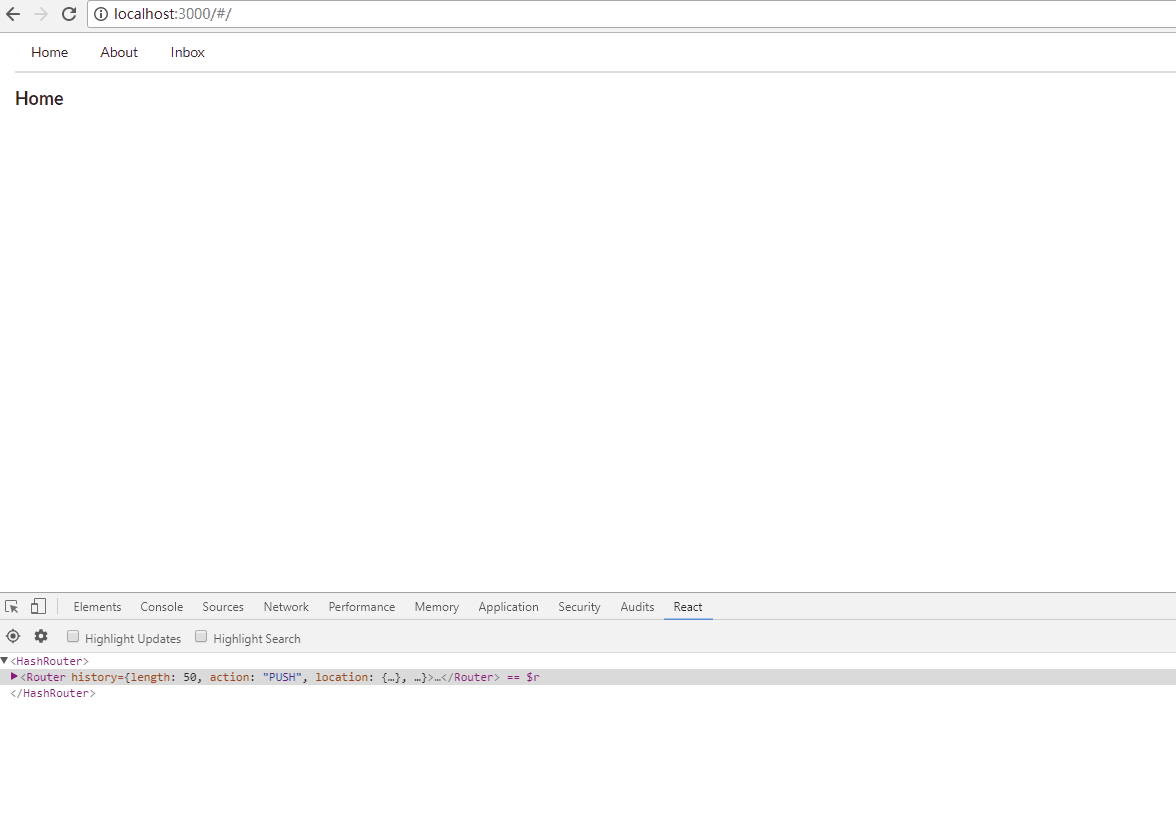 localhost:3000/#/
Home About Inbox
Home
Elements Console Sources Network Performance Memory Application Security Audits React
Highlight Updates Highlight Search
<HashRouter>
<Router history={length: 50, action: "PUSH", location: {…}, …}>…</Router> == $r
</HashRouter>